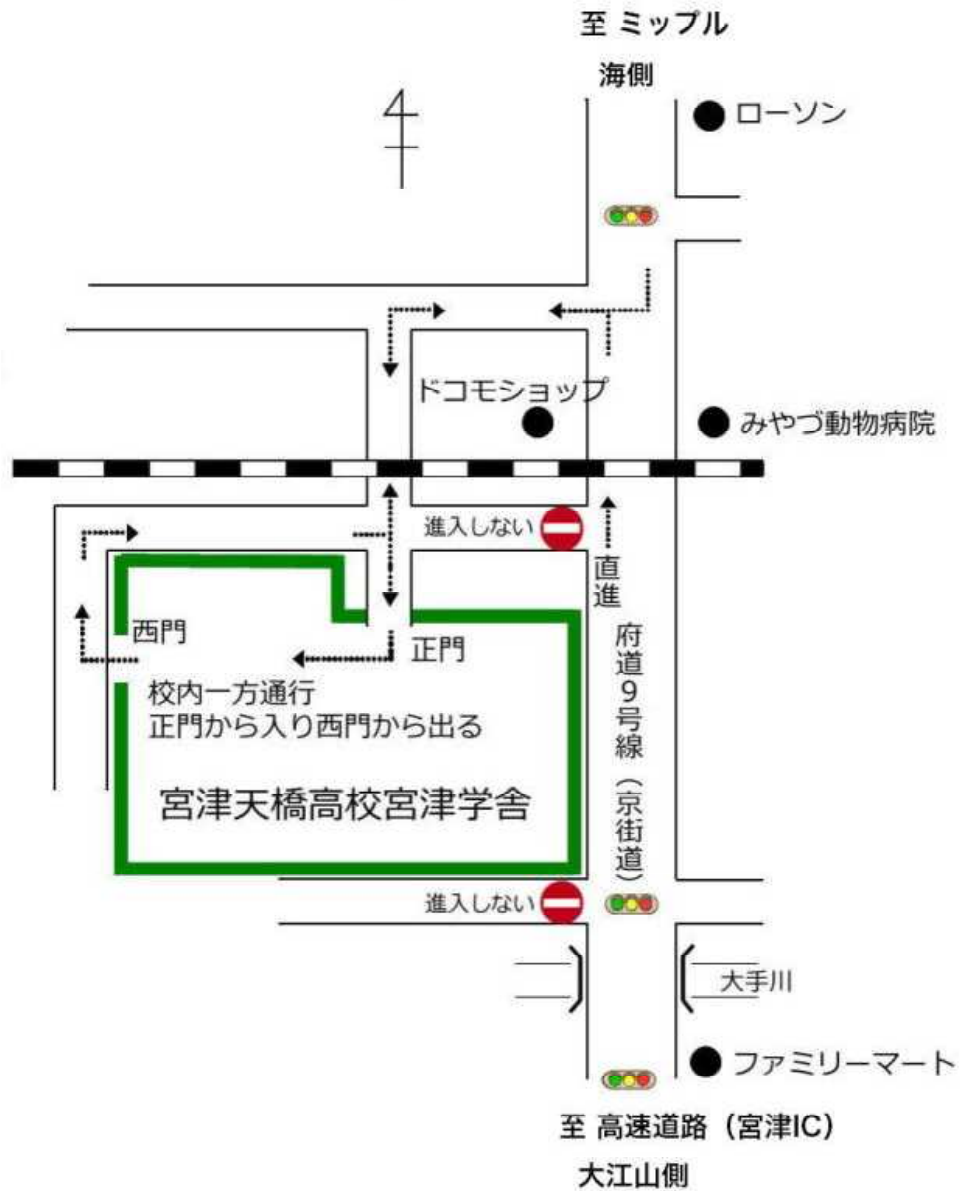 至 ミップル
海側
ローソン
ドコモショップ
みやづ動物病院
進入しない
直進
西門
正門
府道9号線（京街道）
校内一方通行
正門から入り西門から出る
宮津天橋高校宮津学舎
進入しない
大手川
ファミリーマート
至 高速道路（宮津IC）
大江山側